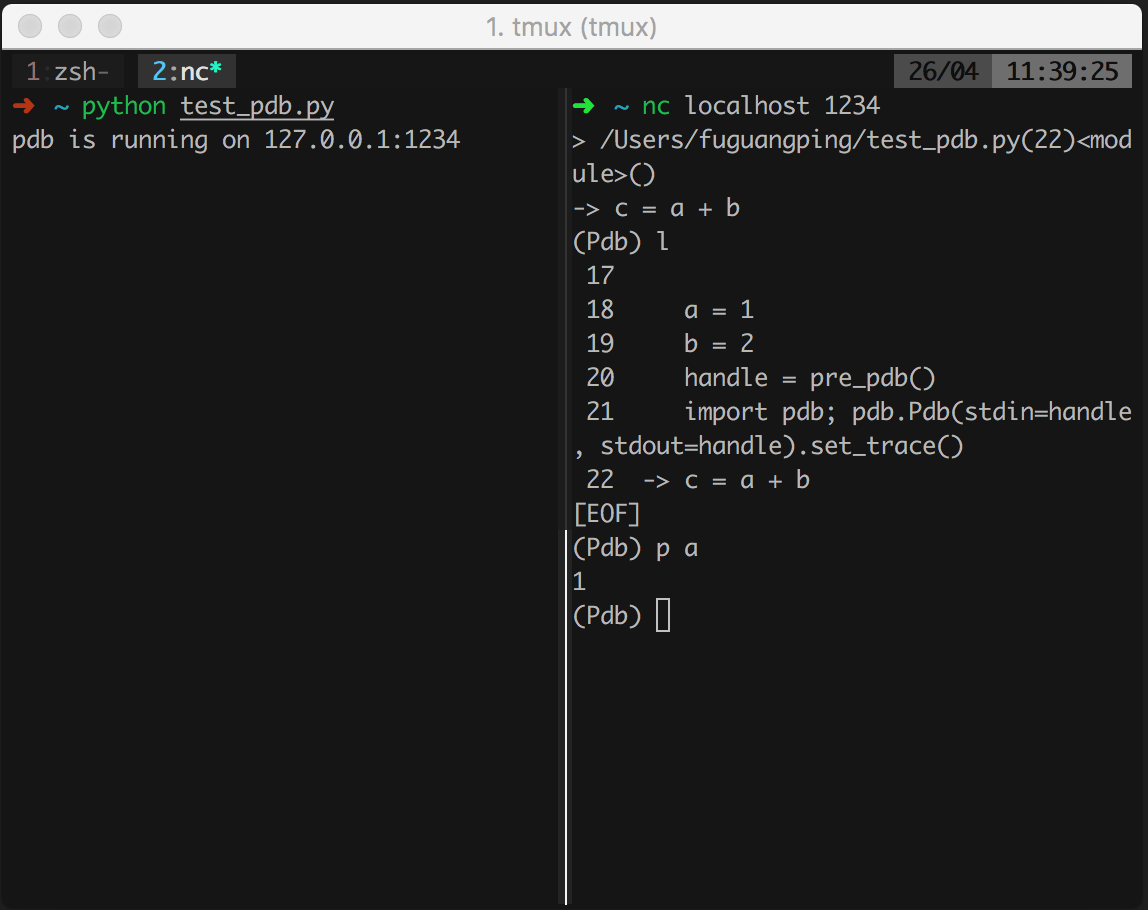 1. tmux (tmux)
1:zsh- 2:nc* 26/04 11:39:25
➜ ~ python test_pdb.py
pdb is running on 127.0.0.1:1234
➜ ~ nc localhost 1234
> /Users/fuguangping/test_pdb.py(22)<mod
ule>()
-> c = a + b
(Pdb) l
17
18 a = 1
19 b = 2
20 handle = pre_pdb()
21 import pdb; pdb.Pdb(stdin=handle
, stdout=handle).set_trace()
22 -> c = a + b
[EOF]
(Pdb) p a
1
(Pdb)